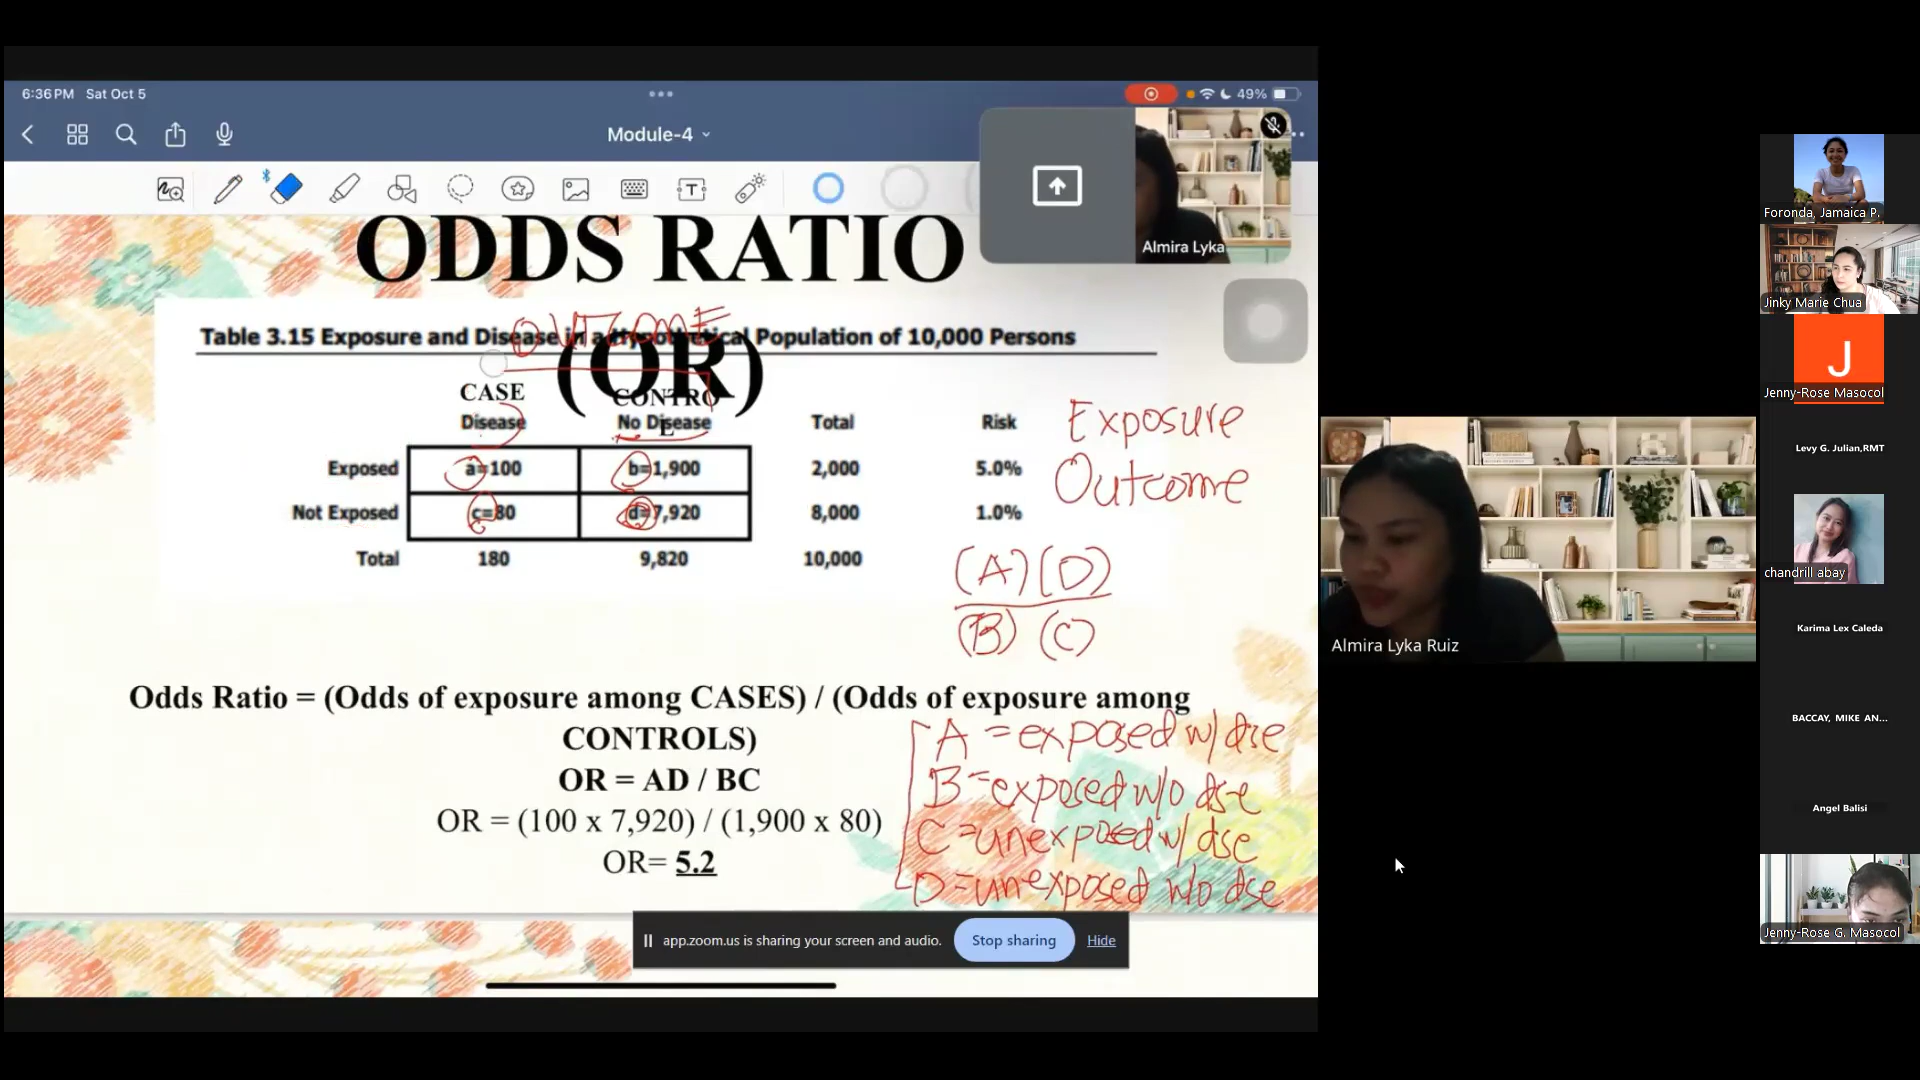 6:36 PM Sat Oct 5
49%
Module-4
Almira Lyka
ODDS RATIO
(OR)
OUTCOME
Table 3.15 Exposure and Disease in a Hypothetical Population of 10,000 Persons
CASE CONTROL
Disease No Disease Total Risk
Exposed a=100 b=1,900 2,000 5.0%
Not Exposed c=80 d=7,920 8,000 1.0%
Total 180 9,820 10,000
Exposure
Outcome
(A)(D)
(B) (C)
Odds Ratio = (Odds of exposure among CASES) / (Odds of exposure among
CONTROLS)
OR = AD / BC
OR = (100 x 7,920) / (1,900 x 80)
OR= 5.2
A = exposed w/ dse
B = exposed w/o dse
C = unexposed w/ dse
D = unexposed w/o dse
app.zoom.us is sharing your screen and audio.
Stop sharing
Hide
Almira Lyka Ruiz
Foronda, Jamaica P.
Jinky Marie Chua
J
Jenny-Rose Masocol
Levy G. Julian,RMT
chandrill abay
Karima Lex Caleda
BACCAY, MIKE AN...
Angel Balisi
Jenny-Rose G. Masocol